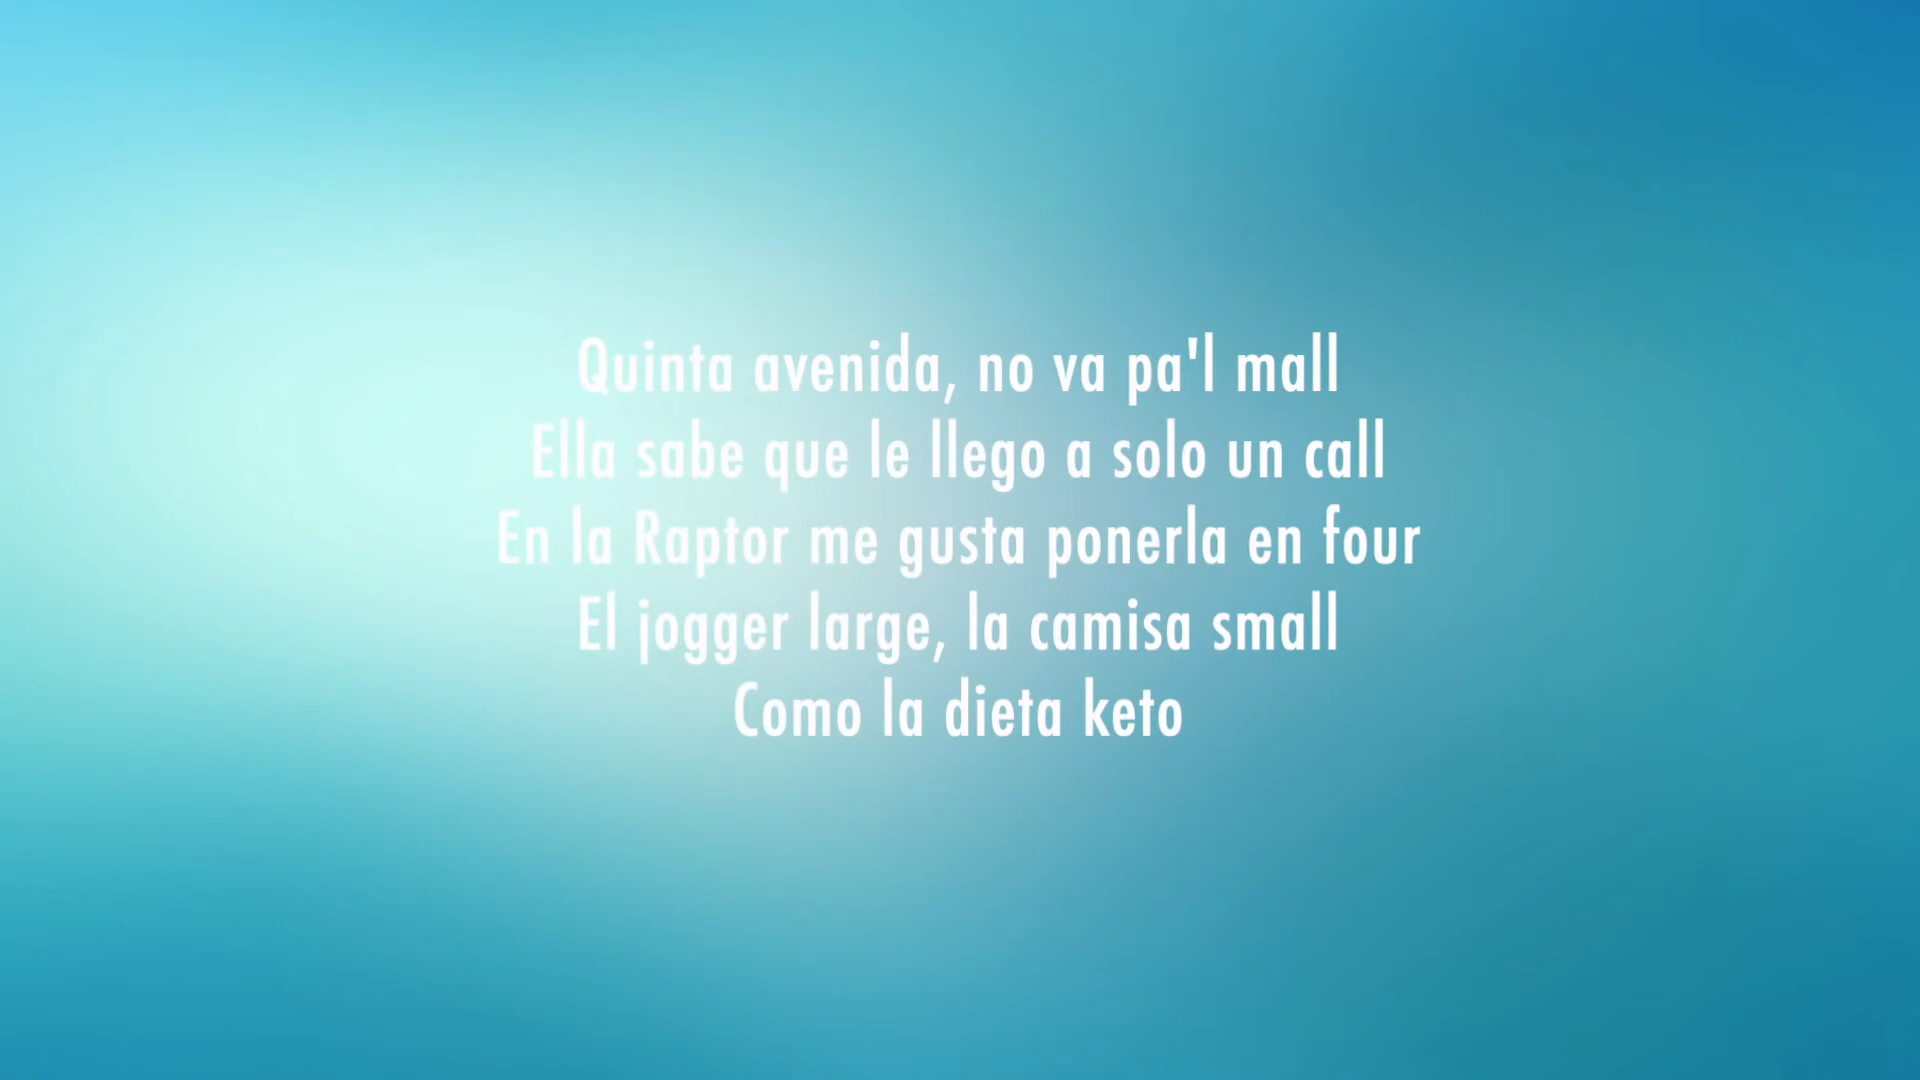 Quinta avenida, no va pa'l mall
Ella sabe que le llego a solo un call
En la Raptor me gusta ponerla en four
El jogger large, la camisa small
Como la dieta keto